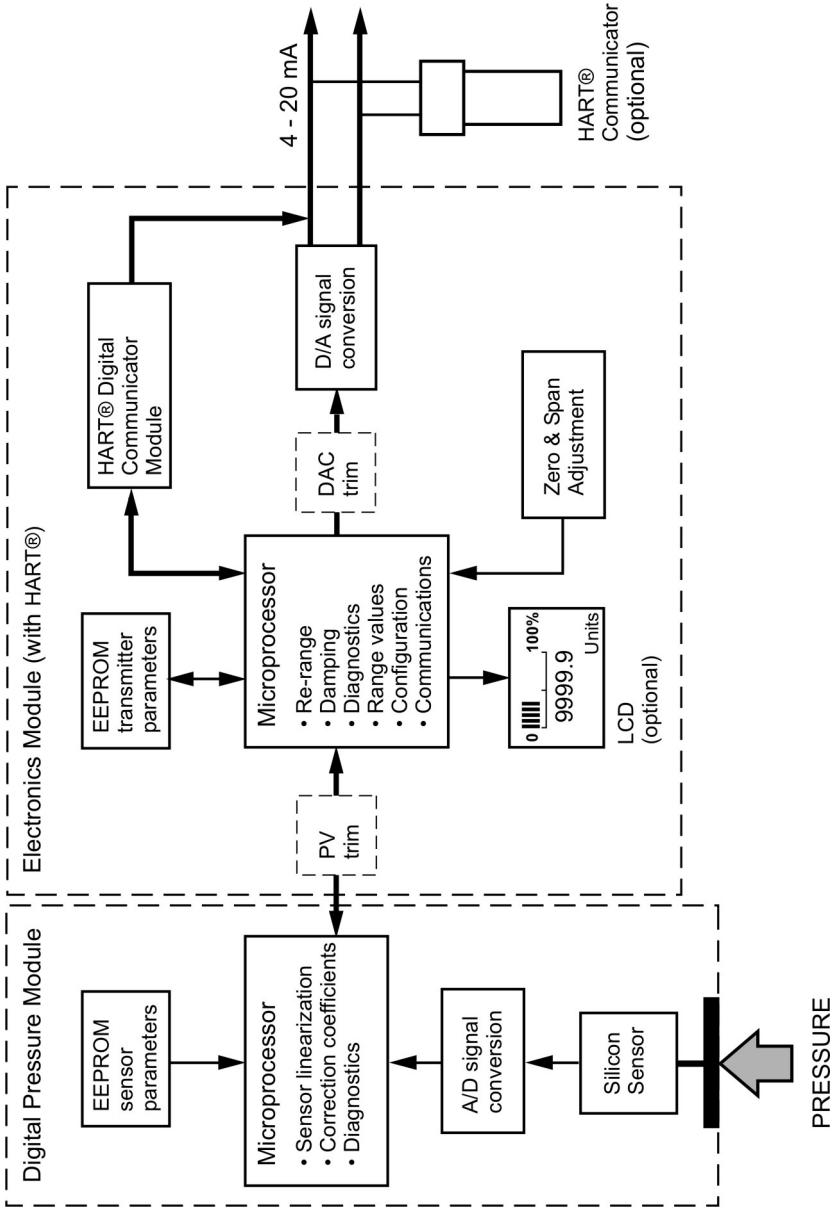 Digital Pressure Module
EEPROM
sensor
parameters
Microprocessor
• Sensor linearization
• Correction coefficients
• Diagnostics
A/D signal
conversion
Silicon
Sensor
PRESSURE
PV
trim
Electronics Module (with HART®)
EEPROM
transmitter
parameters
HART® Digital
Communicator
Module
Microprocessor
• Re-range
• Damping
• Diagnostics
• Range values
• Configuration
• Communications
DAC
trim
D/A signal
conversion
4 - 20 mA
0 100%
9999.9
Units
LCD
(optional)
Zero & Span
Adjustment
HART®
Communicator
(optional)